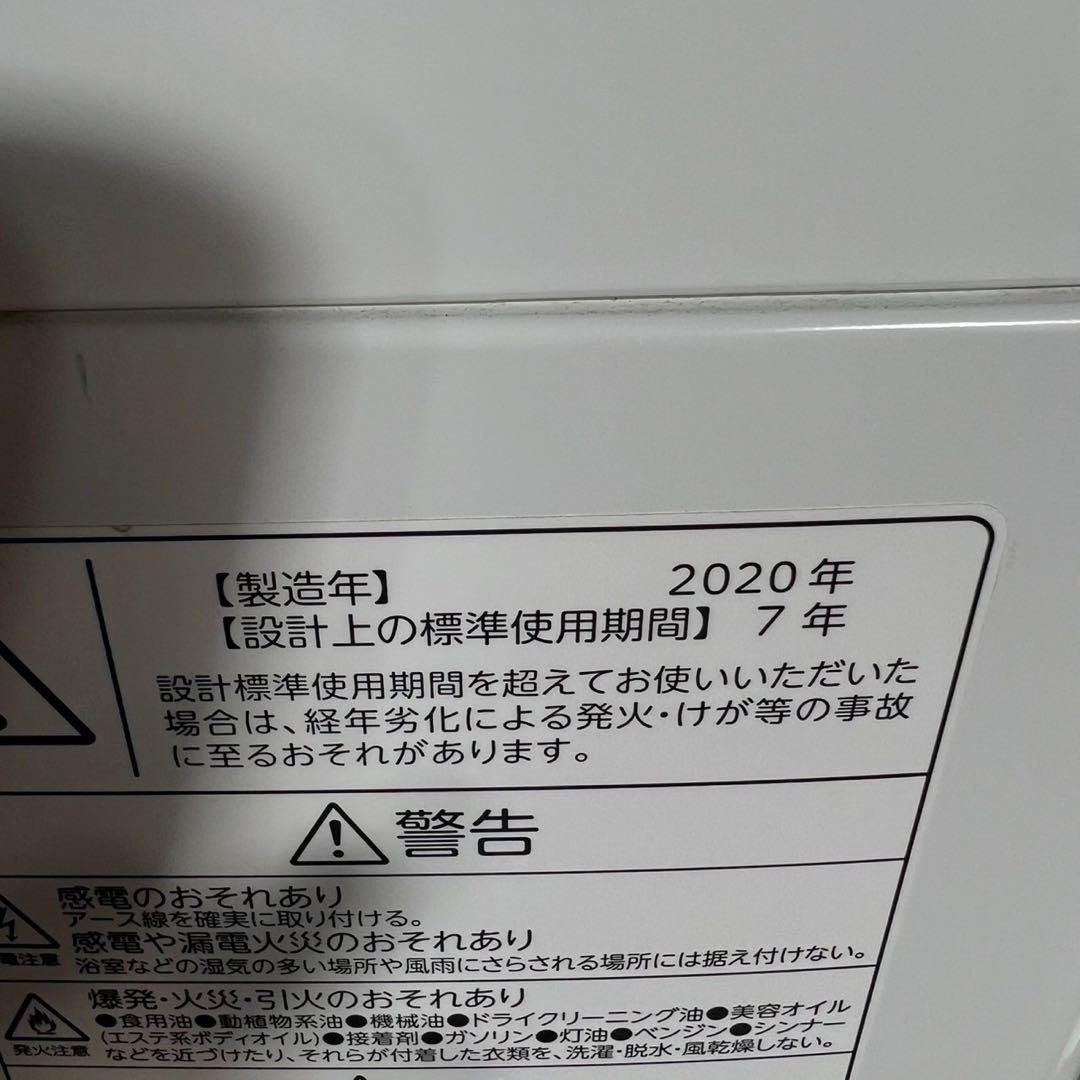 【製造年】 2020年
【設計上の標準使用期間】 7年
設計標準使用期間を超えてお使いいただいた
場合は、経年劣化による発火・けが等の事故
に至るおそれがあります。
警告
感電のおそれあり
アース線を確実に取り付ける。
感電や漏電火災のおそれあり
浴室などの湿気の多い場所や風雨にさらされる場所には据え付けない。
電注意
爆発・火災・引火のおそれあり
●食用油●動植物系油●機械油●ドライクリーニング油●美容オイル
(エステ系ボディオイル)●接着剤●ガソリン●灯油●ベンジン●シンナー
などを近づけたり、それらが付着した衣類を、洗濯・脱水・風乾燥しない。
発火注意